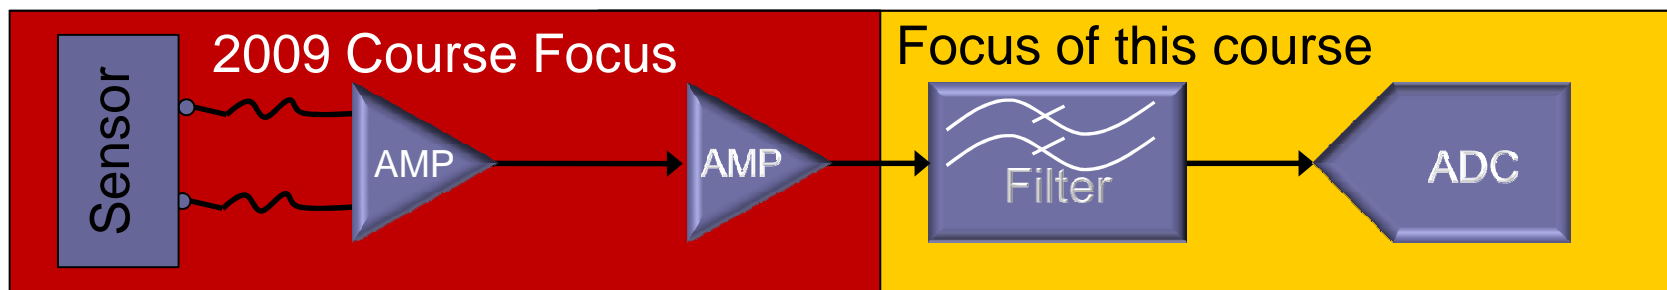 2009 Course Focus
Focus of this course
Sensor
AMP
AMP
Filter
ADC